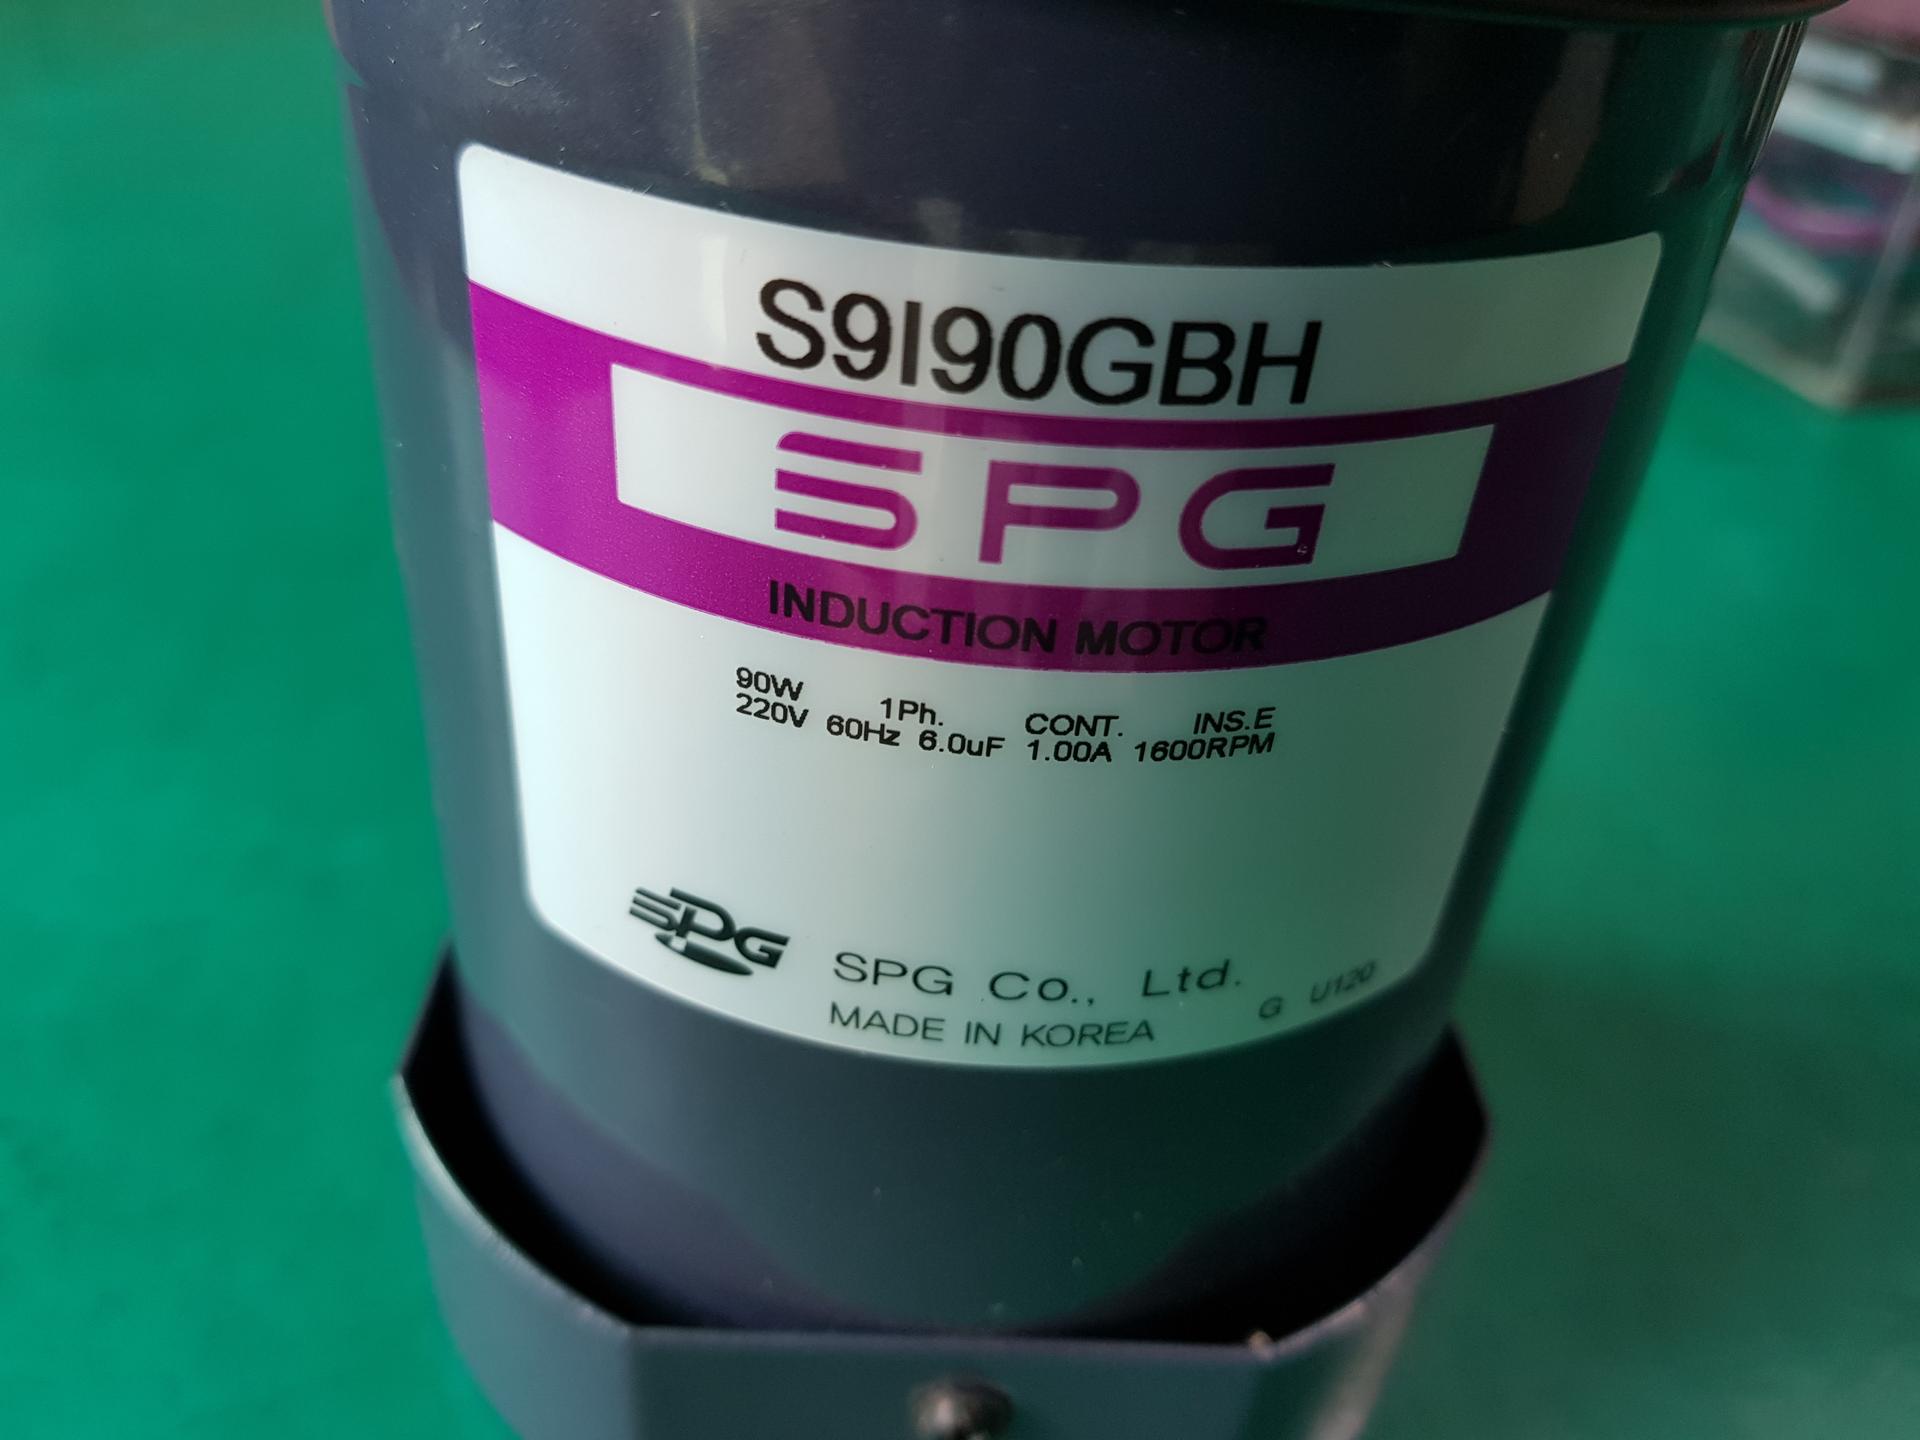 S9I90GBH
SPG
INDUCTION MOTOR
90W 1Ph. CONT. INS.E
220V 60Hz 6.0uF 1.00A 1600RPM
SPG SPG Co., Ltd.
MADE IN KOREA G U120